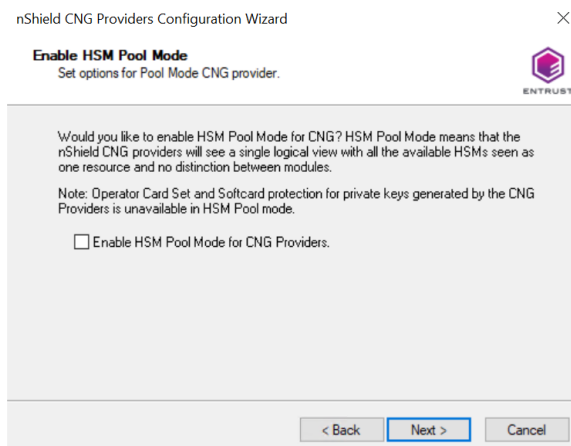 nShield CNG Providers Configuration Wizard
Enable HSM Pool Mode
Set options for Pool Mode CNG provider.
ENTRUST
Would you like to enable HSM Pool Mode for CNG? HSM Pool Mode means that the
nShield CNG providers will see a single logical view with all the available HSMs seen as
one resource and no distinction between modules.
Note: Operator Card Set and Softcard protection for private keys generated by the CNG
Providers is unavailable in HSM Pool mode.
Enable HSM Pool Mode for CNG Providers.
< Back
Next >
Cancel